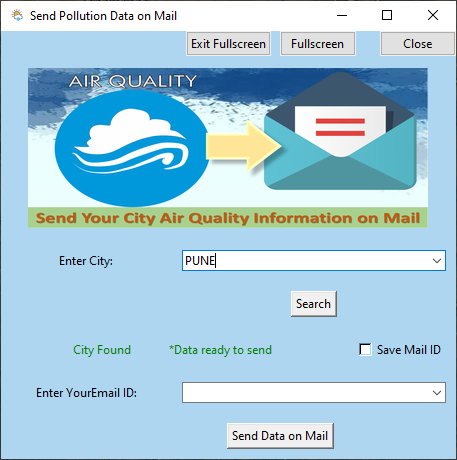 Send Pollution Data on Mail
Exit Fullscreen Fullscreen Close
AIR QUALITY
Send Your City Air Quality Information on Mail
Enter City: PUNE
Search
City Found *Data ready to send Save Mail ID
Enter YourEmail ID:
Send Data on Mail